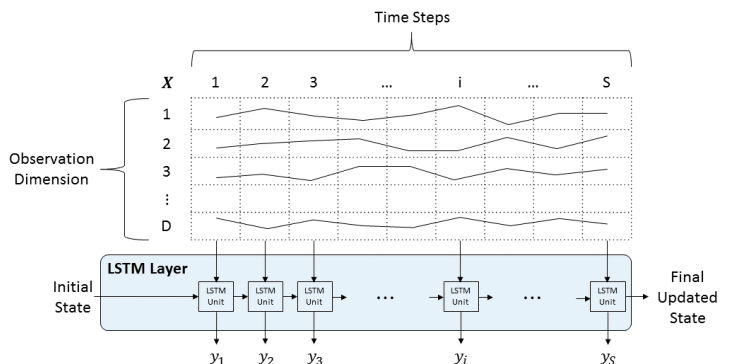 Time Steps
X 1 2 3 ... i ... S
1
2
Observation
Dimension
3
⋮
D
LSTM Layer
Initial
State
LSTM
Unit
LSTM
Unit
LSTM
Unit
...
LSTM
Unit
...
LSTM
Unit
Final
Updated
State
y₁ y₂ y₃ yᵢ y_S